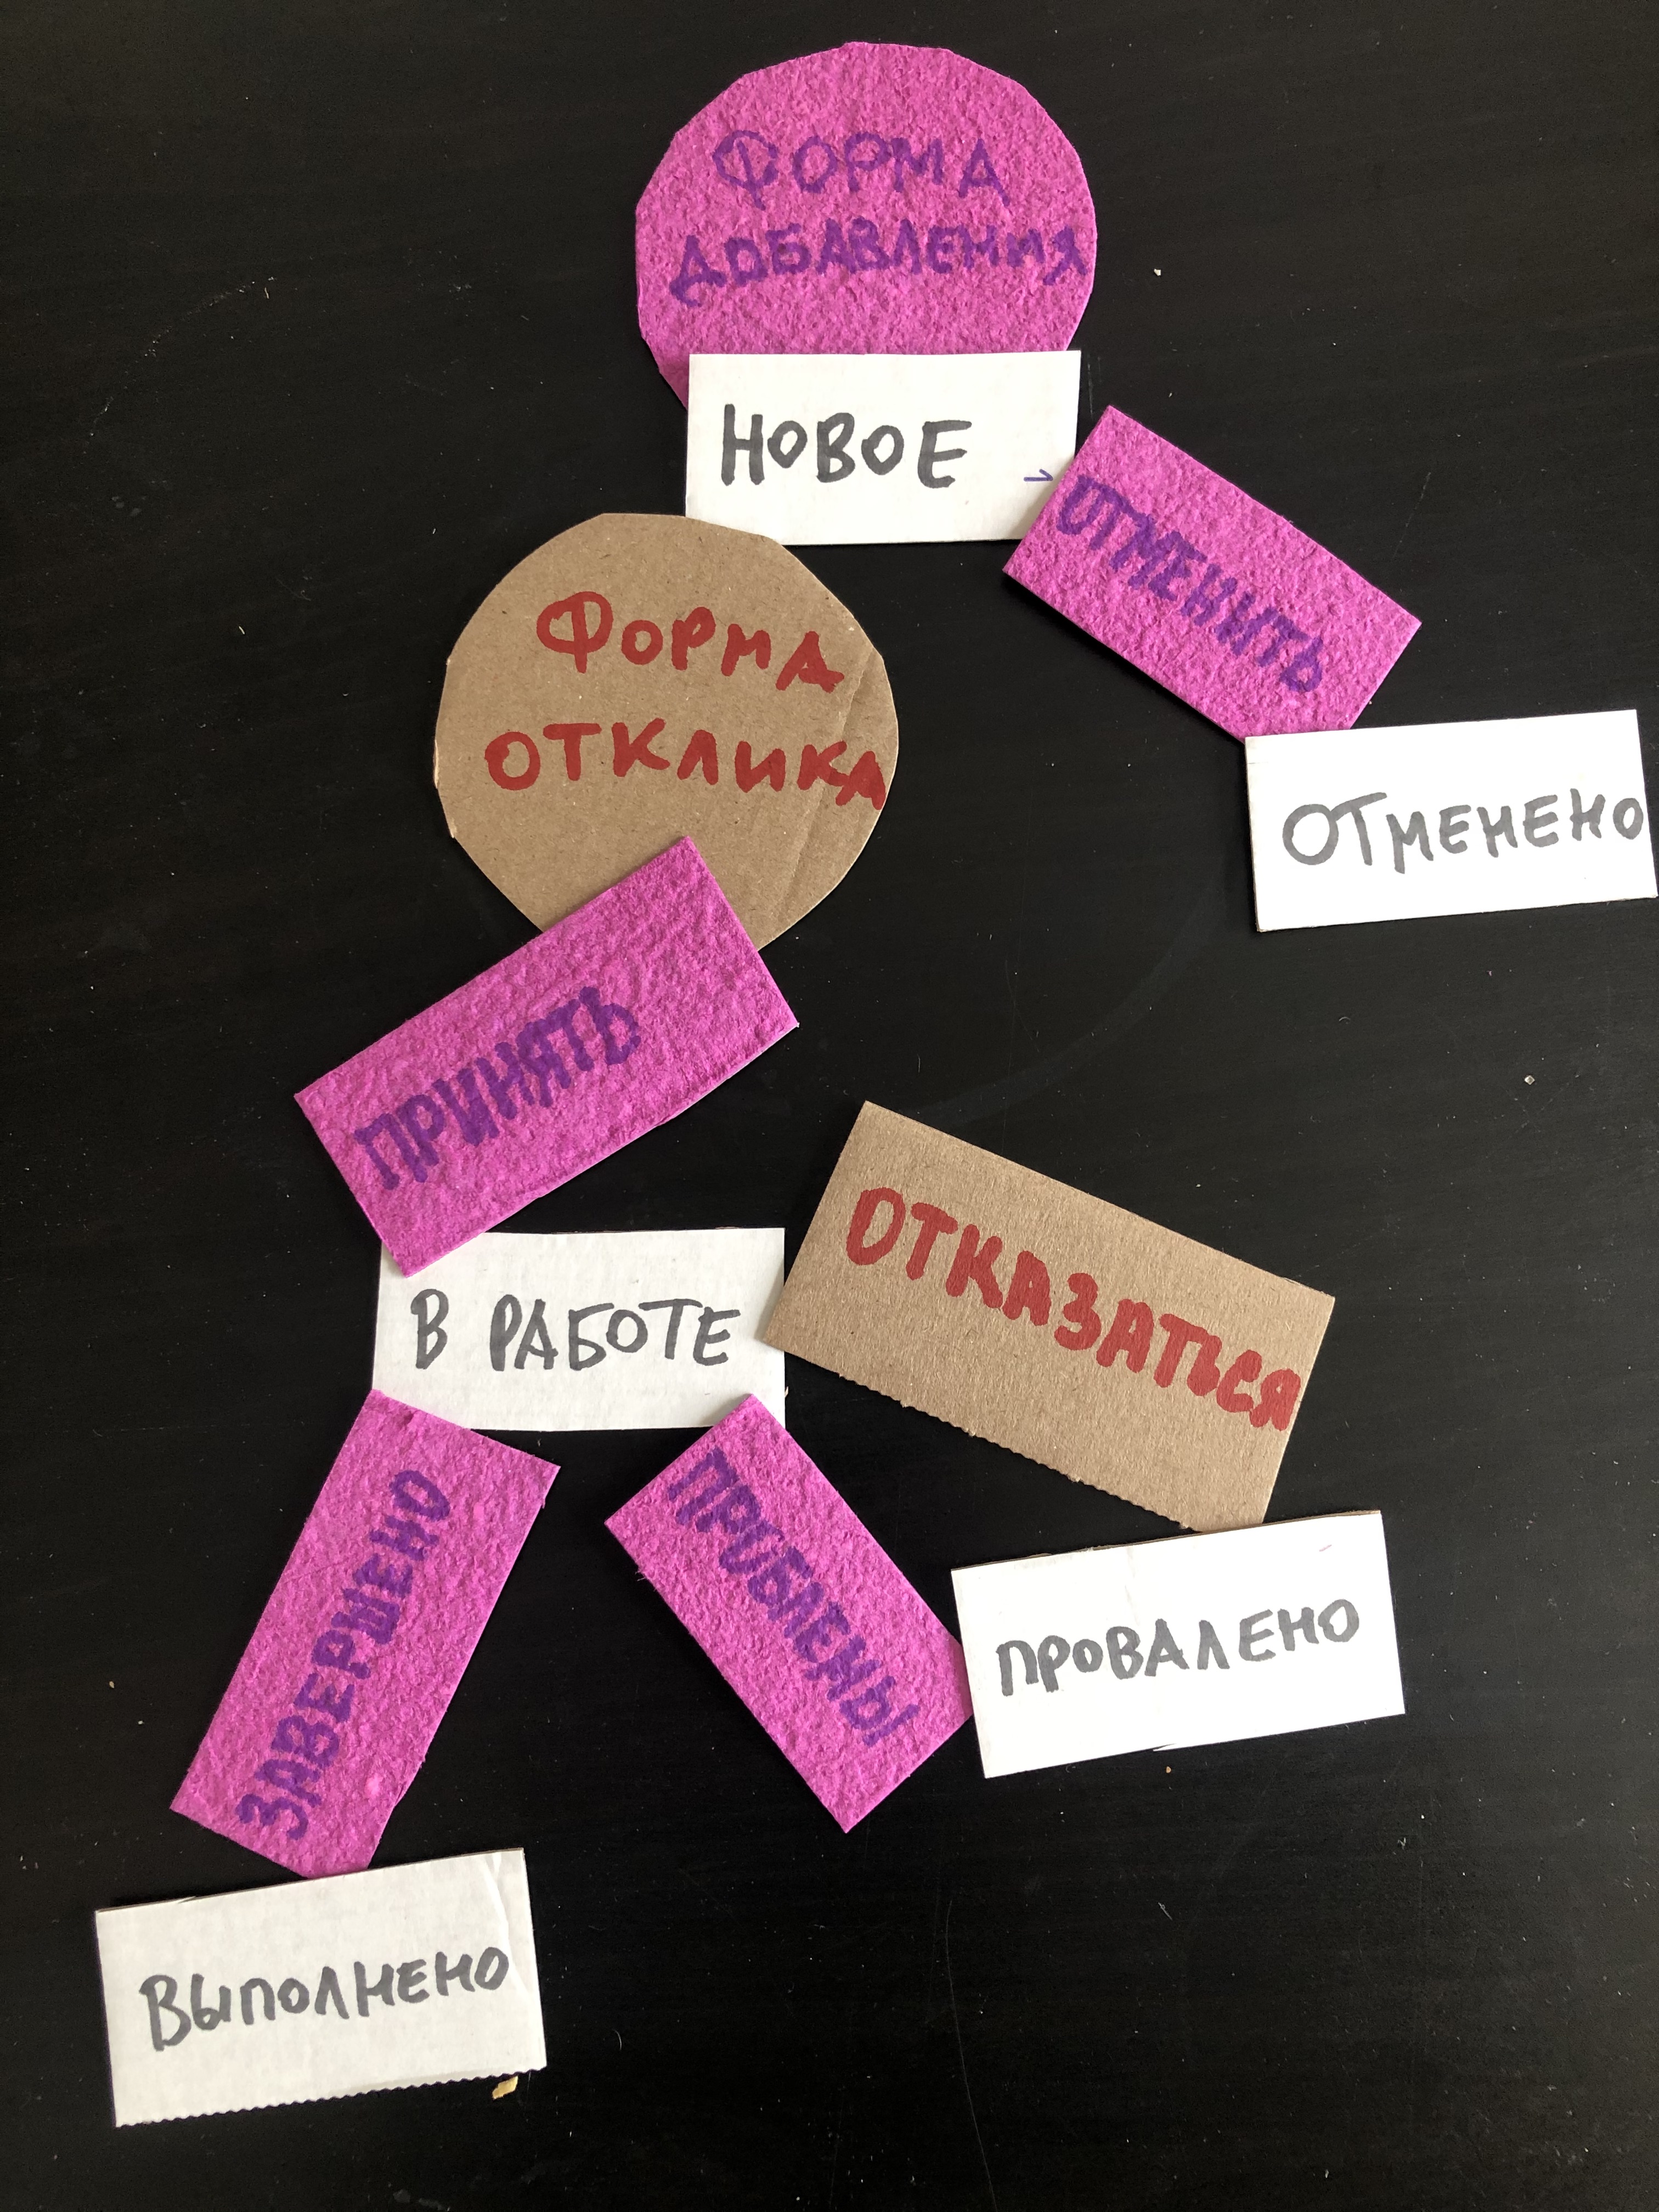 ФОРМА
ДОБАВЛЕНИЯ
НОВОЕ
ОТМЕНИТЬ
ОТМЕНЕНО
ФОРМА
ОТКЛИКА
ПРИНЯТЬ
В РАБОТЕ
ОТКАЗАТЬСЯ
ЗАВЕРШЕНО
ПРОБЛЕМЫ
ПРОВАЛЕНО
ВЫПОЛНЕНО